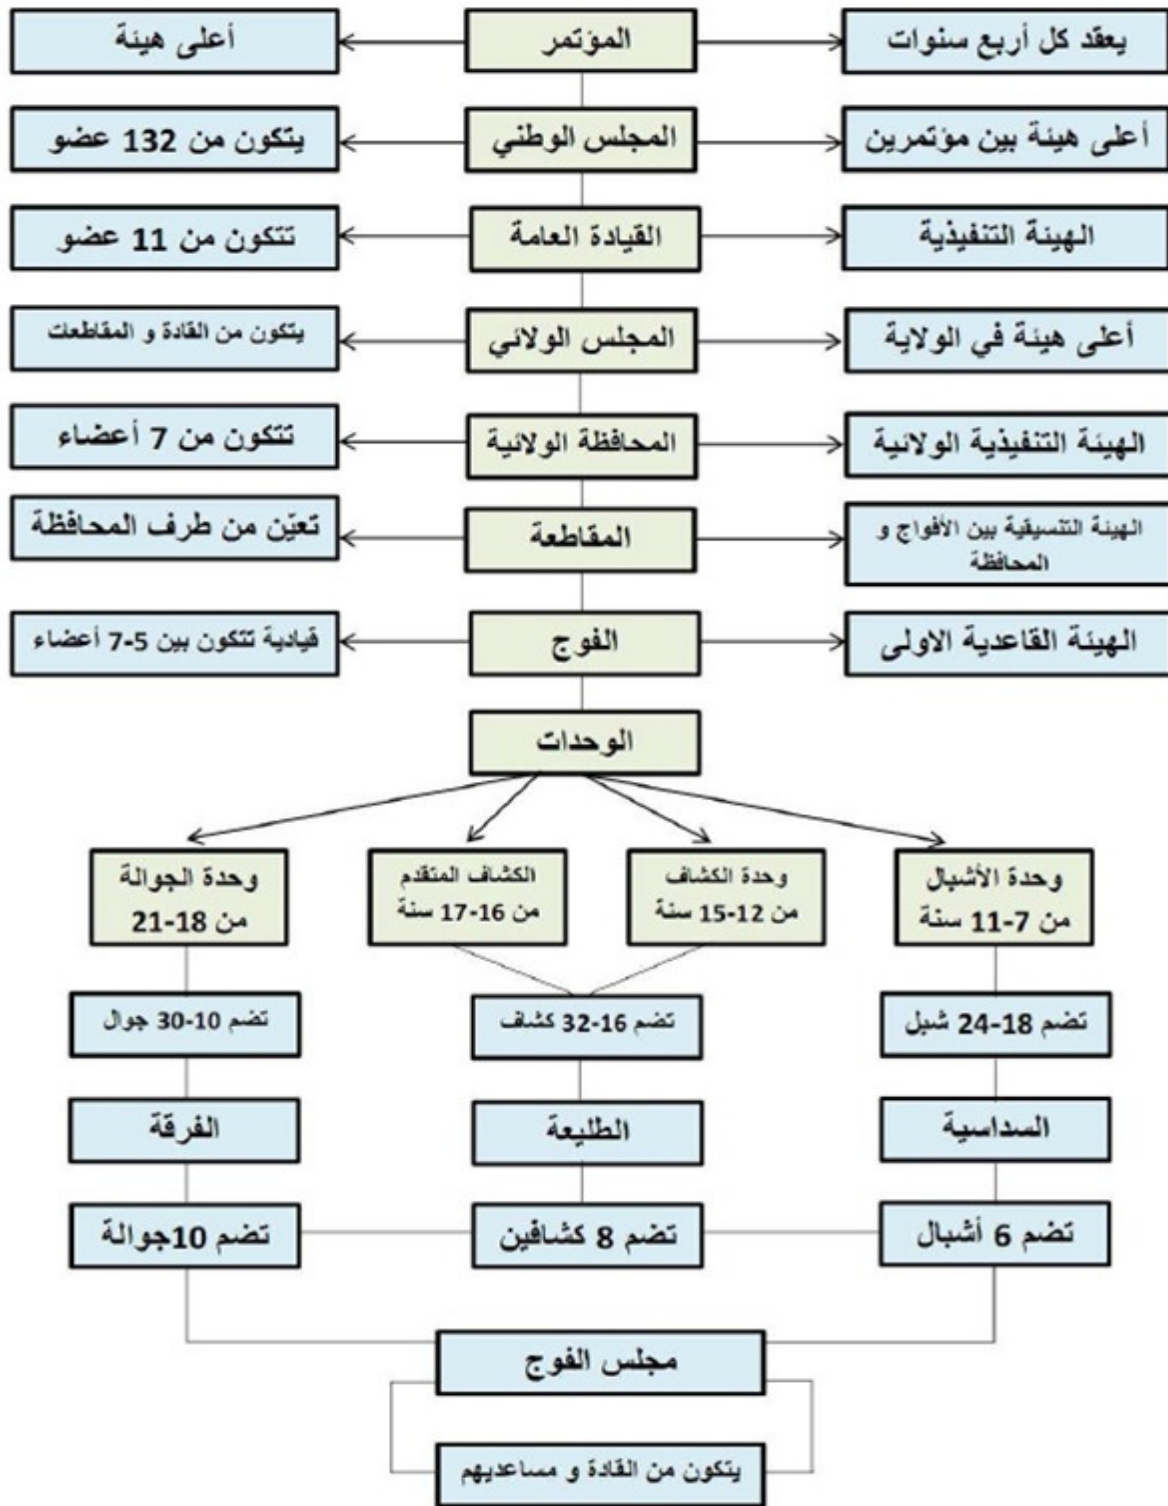 يعقد كل أربع سنوات
المؤتمر
أعلى هيئة
أعلى هيئة بين مؤتمرين
المجلس الوطني
يتكون من 132 عضو
الهيئة التنفيذية
القيادة العامة
تتكون من 11 عضو
أعلى هيئة في الولاية
المجلس الولائي
يتكون من القادة و المقاطعات
الهيئة التنفيذية الولائية
المحافظة الولائية
تتكون من 7 أعضاء
الهيئة التنسيقية بين الأفواج و
المحافظة
المقاطعة
تعيّن من طرف المحافظة
الهيئة القاعدية الاولى
الفوج
قيادية تتكون بين 5-7 أعضاء
الوحدات
وحدة الأشبال
من 7-11 سنة
وحدة الكشاف
من 12-15 سنة
الكشاف المتقدم
من 16-17 سنة
وحدة الجوالة
من 18-21
تضم 18-24 شبل
تضم 16-32 كشاف
تضم 10-30 جوال
السداسية
الطليعة
الفرقة
تضم 6 أشبال
تضم 8 كشافين
تضم 10جوالة
مجلس الفوج
يتكون من القادة و مساعديهم